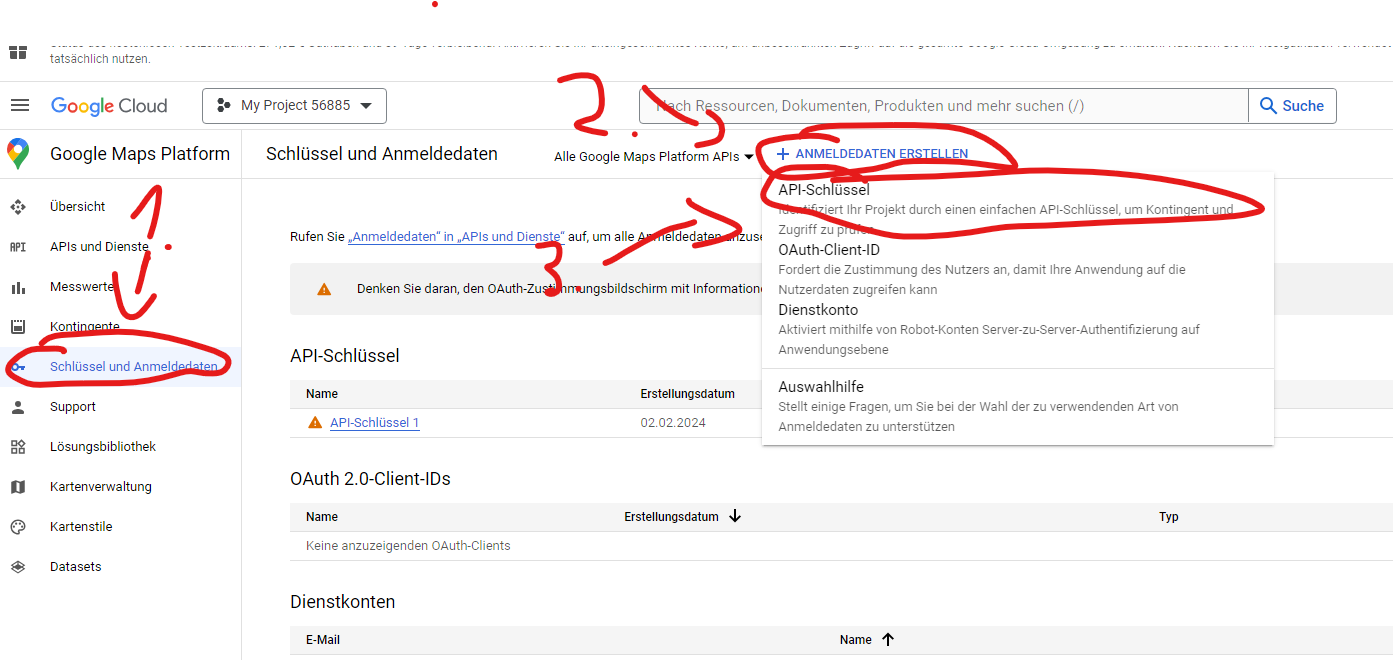 tatsächlich nutzen.
Google Cloud
My Project 56885
Nach Ressourcen, Dokumenten, Produkten und mehr suchen (/)
Suche
Google Maps Platform
Schlüssel und Anmeldedaten
Alle Google Maps Platform APIs
+ ANMELDEDATEN ERSTELLEN
1.
2.
3.
Übersicht
API APIs und Dienste
Messwerte
Kontingente
Schlüssel und Anmeldedaten
Support
Lösungsbibliothek
Kartenverwaltung
Kartenstile
Datasets
Rufen Sie „Anmeldedaten“ in „APIs und Dienste“ auf, um alle Anmeldedaten anzuse
Denken Sie daran, den OAuth-Zustimmungsbildschirm mit Informatione
API-Schlüssel
Identifiziert Ihr Projekt durch einen einfachen API-Schlüssel, um Kontingent und
Zugriff zu prüfen
OAuth-Client-ID
Fordert die Zustimmung des Nutzers an, damit Ihre Anwendung auf die
Nutzerdaten zugreifen kann
Dienstkonto
Aktiviert mithilfe von Robot-Konten Server-zu-Server-Authentifizierung auf
Anwendungsebene
Auswahlhilfe
Stellt einige Fragen, um Sie bei der Wahl der zu verwendenden Art von
Anmeldedaten zu unterstützen
API-Schlüssel
Name Erstellungsdatum
API-Schlüssel 1 02.02.2024
OAuth 2.0-Client-IDs
Name Erstellungsdatum Typ
Keine anzuzeigenden OAuth-Clients
Dienstkonten
E-Mail Name